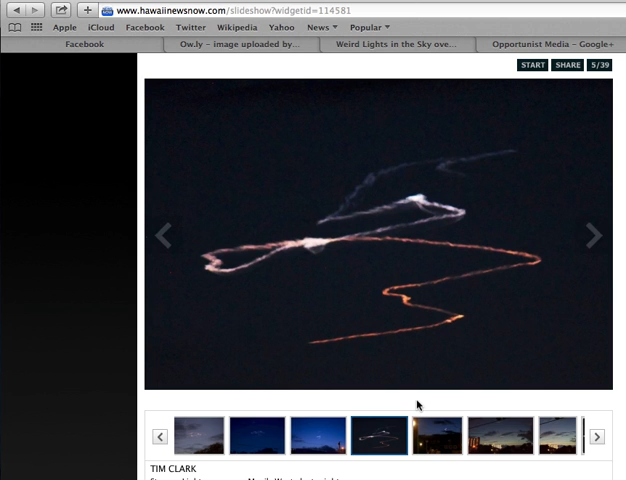 www.hawaiinewsnow.com/slideshow?widgetid=114581
Apple iCloud Facebook Twitter Wikipedia Yahoo News Popular
Facebook Ow.ly – image uploaded by... Weird Lights in the Sky ove... Opportunist Media – Google+
START SHARE 5/39
TIM CLARK